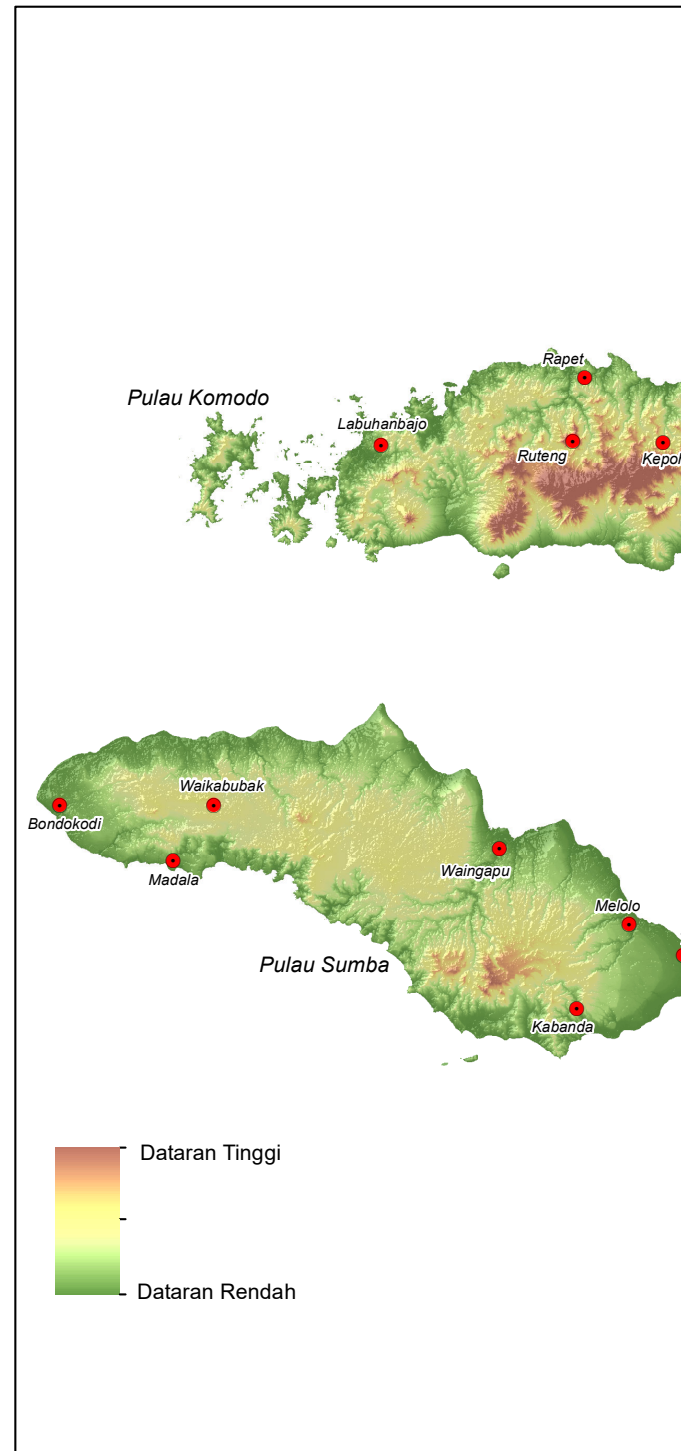 Rapet
Pulau Komodo
Labuhanbajo
Ruteng
Waikabubak
Bondokodi
Waingapu
Madala
Melolo
Pulau Sumba
Kabanda
Dataran Tinggi
Dataran Rendah